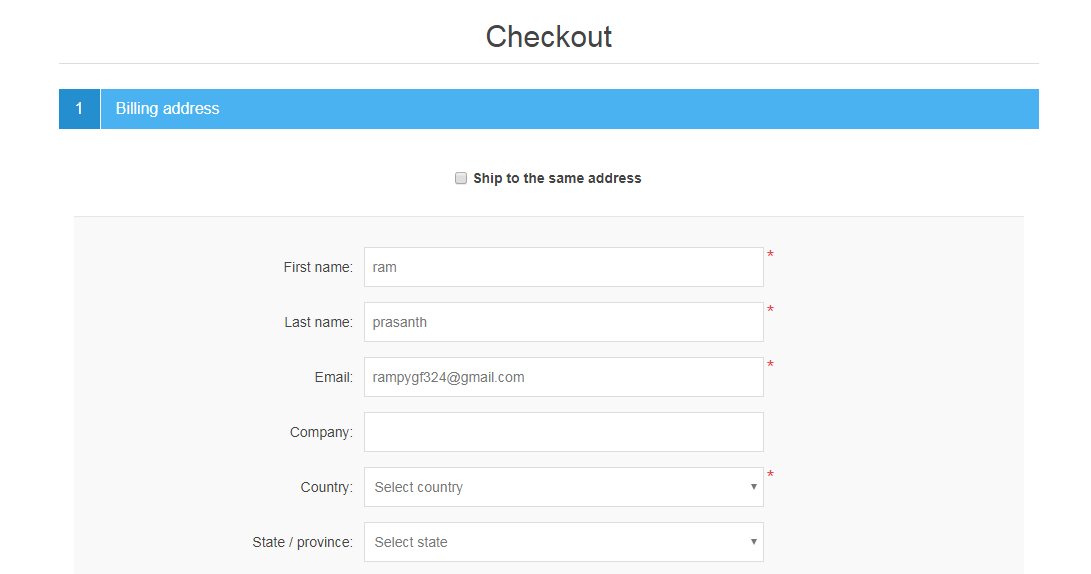 Checkout
1 Billing address
Ship to the same address
First name: ram *
Last name: prasanth *
Email: rampygf324@gmail.com *
Company:
Country: Select country *
State / province: Select state